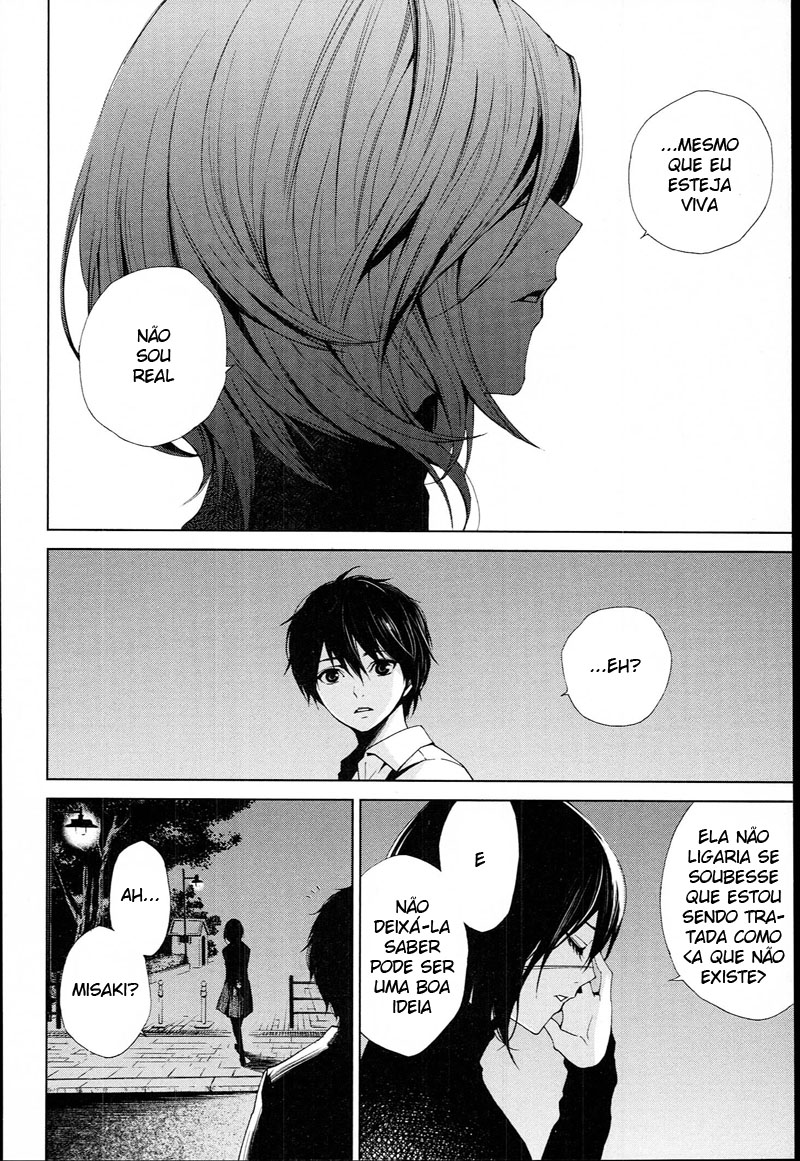 ...MESMO
QUE EU
ESTEJA
VIVA
NÃO
SOU
REAL
...EH?
ELA NÃO
LIGARIA SE
SOUBESSE
QUE ESTOU
SENDO TRA-
TADA COMO
<A QUE NÃO
EXISTE>
E
NÃO
DEIXÁ-LA
SABER
PODE SER
UMA BOA
IDEIA
AH...
MISAKI?